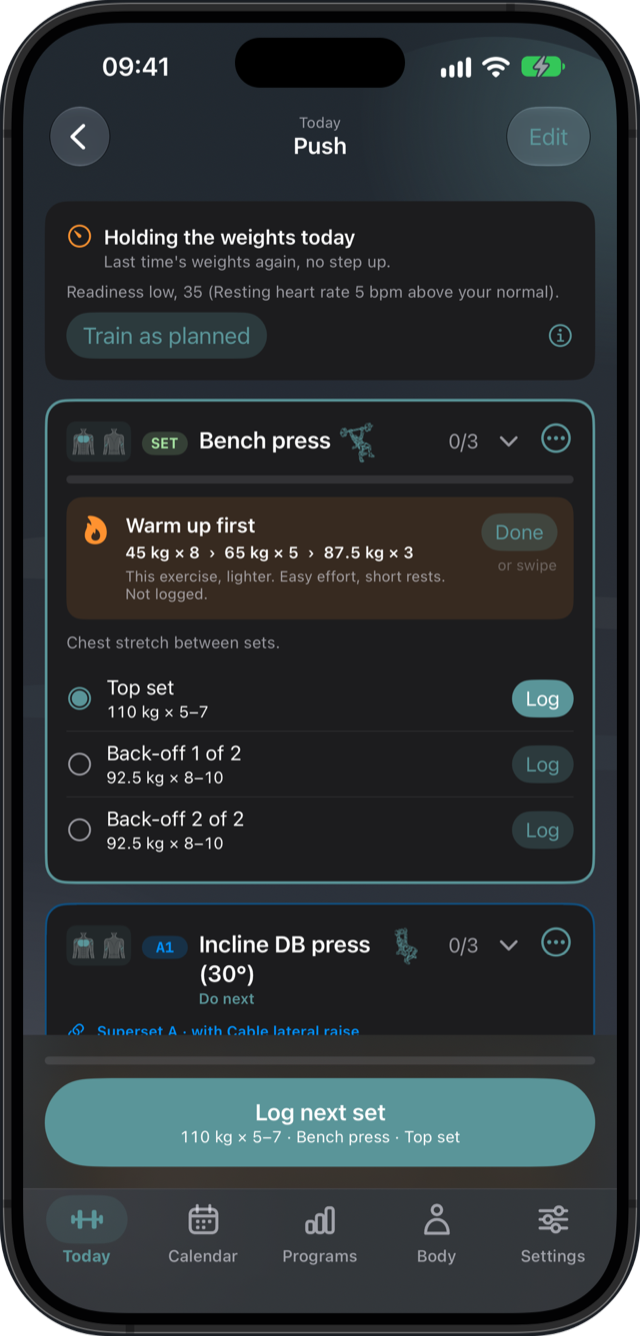 09:41
Today
Push
Edit
Holding the weights today
Last time's weights again, no step up.
Readiness low, 35 (Resting heart rate 5 bpm above your normal).
Train as planned
SET
Bench press
0/3
Warm up first
45 kg × 8 › 65 kg × 5 › 87.5 kg × 3
This exercise, lighter. Easy effort, short rests.
Not logged.
Done
or swipe
Chest stretch between sets.
Top set
110 kg × 5–7
Log
Back-off 1 of 2
92.5 kg × 8–10
Log
Back-off 2 of 2
92.5 kg × 8–10
Log
A1
Incline DB press
(30°)
0/3
Do next
Superset A · with Cable lateral raise
Log next set
110 kg × 5–7 · Bench press · Top set
Today
Calendar
Programs
Body
Settings